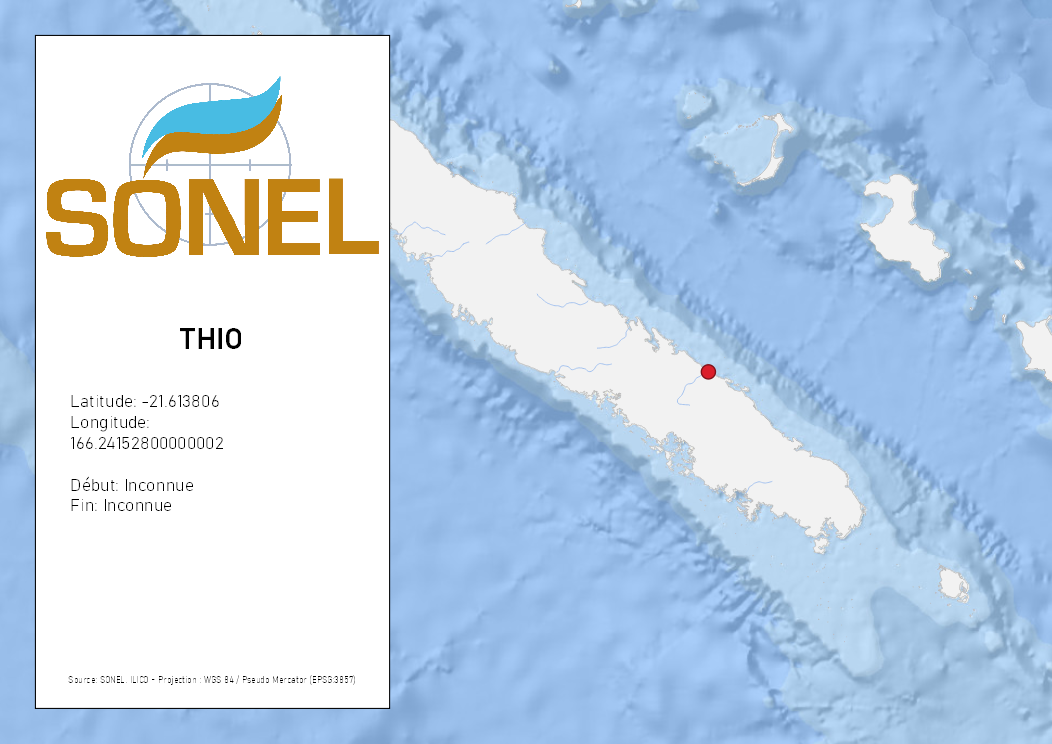 SONEL
THIO
Latitude: -21.613806
Longitude:
166.24152800000002
Début: Inconnue
Fin: Inconnue
Source: SONEL, ILICO - Projection : WGS 84 / Pseudo Mercator (EPSG:3857)